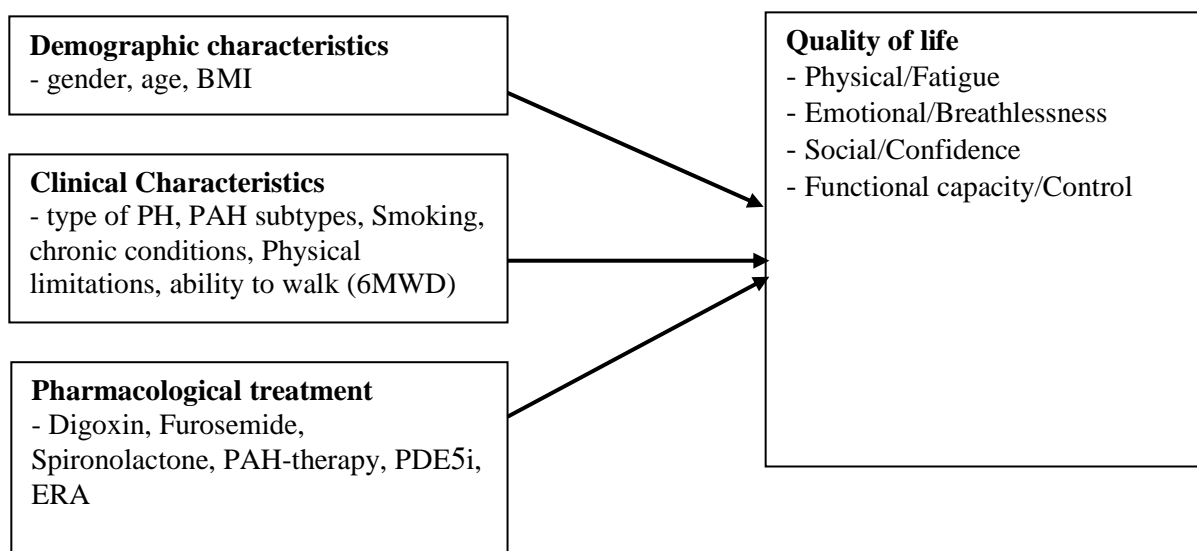 Demographic characteristics
- gender, age, BMI
Clinical Characteristics
- type of PH, PAH subtypes, Smoking,
chronic conditions, Physical
limitations, ability to walk (6MWD)
Pharmacological treatment
- Digoxin, Furosemide,
Spironolactone, PAH-therapy, PDE5i,
ERA
Quality of life
- Physical/Fatigue
- Emotional/Breathlessness
- Social/Confidence
- Functional capacity/Control